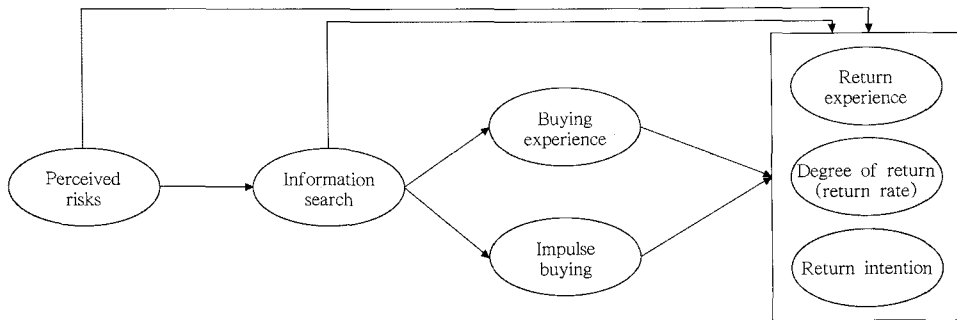 Perceived
risks
Information
search
Buying
experience
Impulse
buying
Return
experience
Degree of return
(return rate)
Return intention